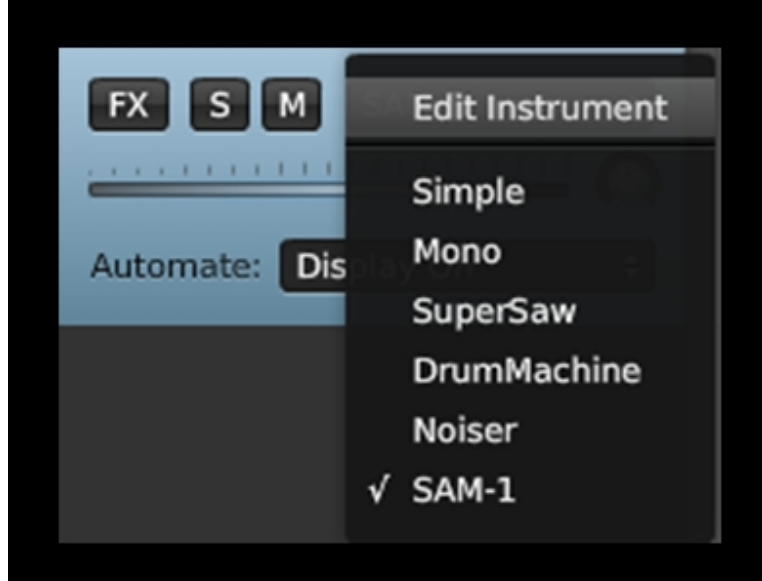 FX S M Edit Instrument
Simple
Automate: Dis Mono
SuperSaw
DrumMachine
Noiser
√ SAM-1